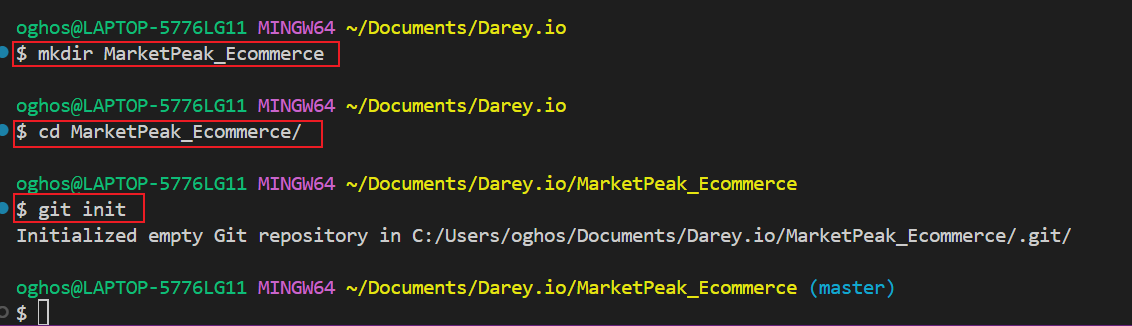 oghos@LAPTOP-5776LG11 MINGW64 ~/Documents/Darey.io
$ mkdir MarketPeak_Ecommerce
oghos@LAPTOP-5776LG11 MINGW64 ~/Documents/Darey.io
$ cd MarketPeak_Ecommerce/
oghos@LAPTOP-5776LG11 MINGW64 ~/Documents/Darey.io/MarketPeak_Ecommerce
$ git init
Initialized empty Git repository in C:/Users/oghos/Documents/Darey.io/MarketPeak_Ecommerce/.git/
oghos@LAPTOP-5776LG11 MINGW64 ~/Documents/Darey.io/MarketPeak_Ecommerce (master)
$